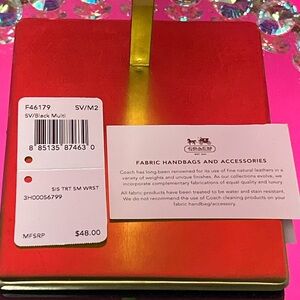 F46179 SV/M2
SV/Black Multi
8 85135 87463 0
SIS TRT SM WRST
3H00056799
MFSRP $48.00
COACH
FABRIC HANDBAGS AND ACCESSORIES
Coach has long been renowned for its use of fine natural leathers in a
variety of weights and unique finishes. As our collections evolve, we
incorporate complementary fabrications of equal quality and luxury.
All fabric products have been treated to be water and stain resistant.
We do not recommend the use of Coach cleaning products on your
fabric handbag/accessory.